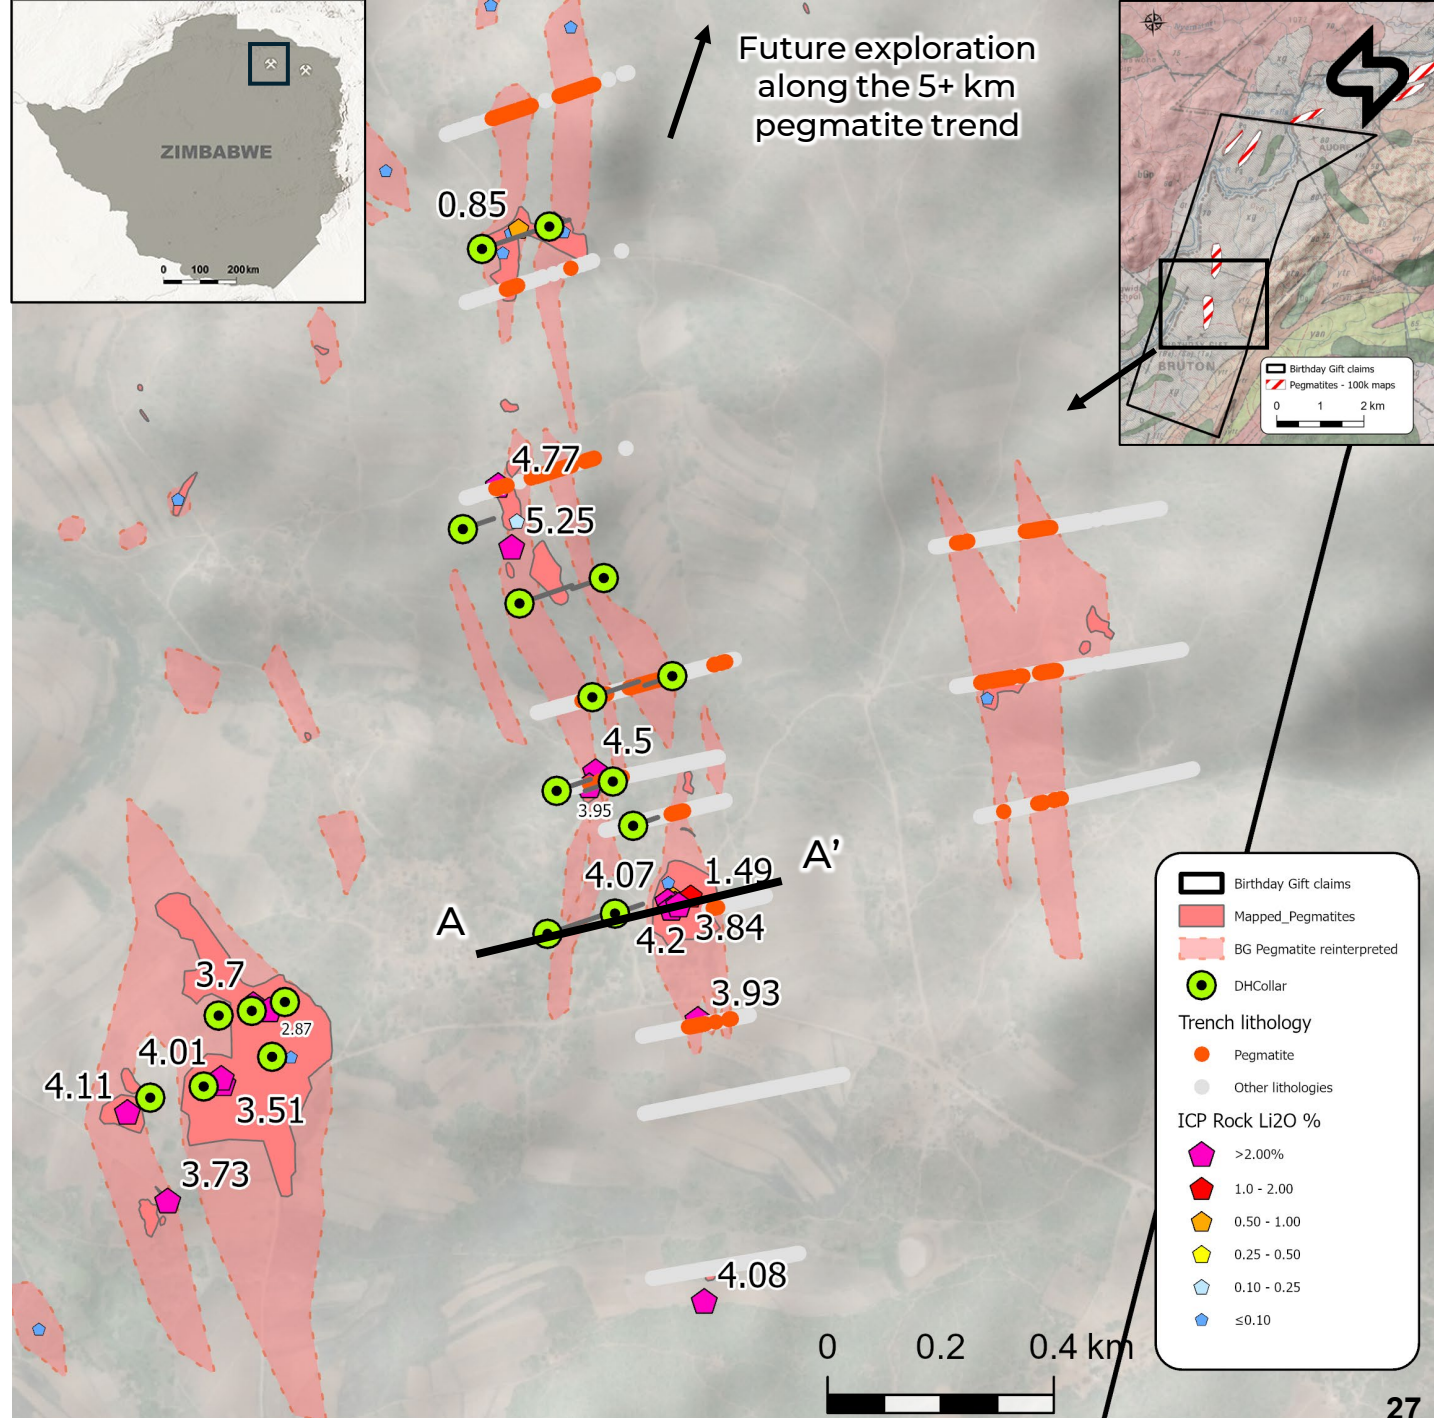 ZIMBABWE
0 100 200 km
Future exploration
along the 5+ km
pegmatite trend
AUDREY
BRUTON
Birthday Gift claims
Pegmatites - 100k maps
0 1 2 km
0.85
4.77
5.25
4.5
3.95
4.07
1.49
A
A’
4.2
3.84
3.93
3.7
2.87
4.01
4.11
3.51
3.73
4.08
Birthday Gift claims
Mapped_Pegmatites
BG Pegmatite reinterpreted
DHCollar
Trench lithology
Pegmatite
Other lithologies
ICP Rock Li2O %
>2.00%
1.0 - 2.00
0.50 - 1.00
0.25 - 0.50
0.10 - 0.25
≤0.10
0 0.2 0.4 km
27